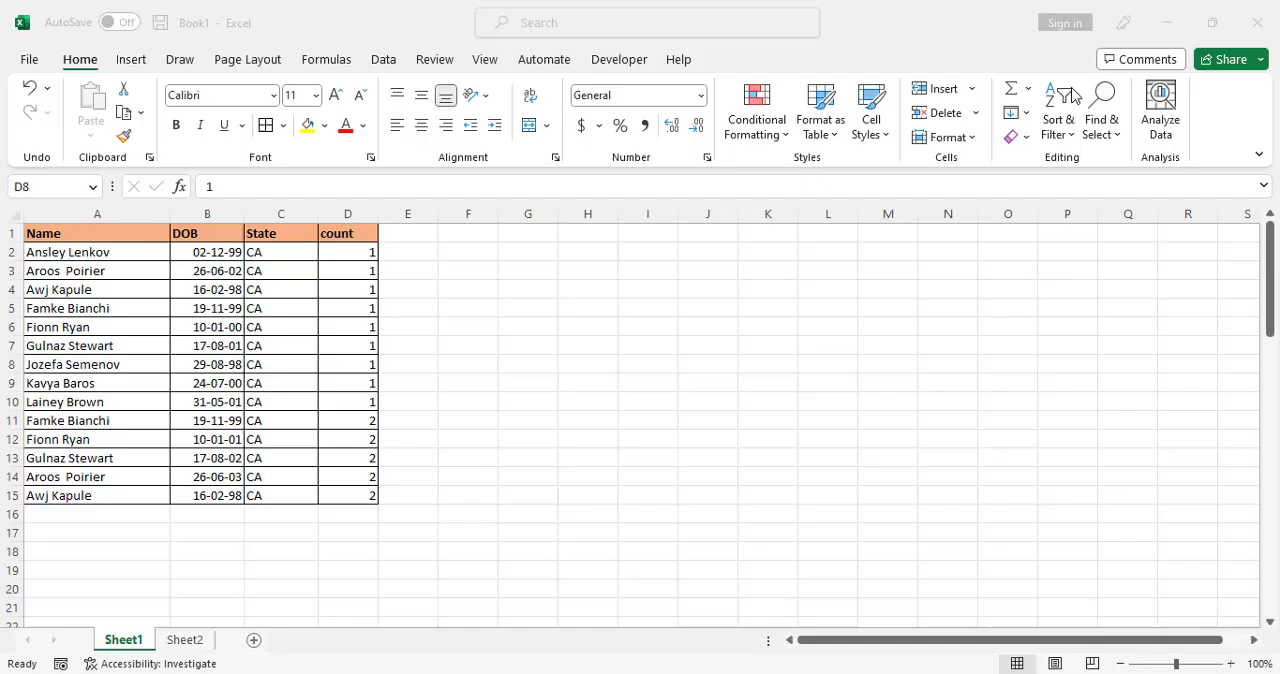 AutoSave Off Book1 - Excel Search Sign in
File Home Insert Draw Page Layout Formulas Data Review View Automate Developer Help Comments Share
Paste Calibri 11 B I U A General $ % Conditional Formatting Format as Table Cell Styles Insert Delete Format Sort & Filter Find & Select Analyze Data
Undo Clipboard Font Alignment Number Styles Cells Editing Analysis
D8 fx 1
A B C D E F G H I J K L M N O P Q R S
1 Name DOB State count
2 Ansley Lenkov 02-12-99 CA 1
3 Aroos  Poirier 26-06-02 CA 1
4 Awj Kapule 16-02-98 CA 1
5 Famke Bianchi 19-11-99 CA 1
6 Fionn Ryan 10-01-00 CA 1
7 Gulnaz Stewart 17-08-01 CA 1
8 Jozefa Semenov 29-08-98 CA 1
9 Kavya Baros 24-07-00 CA 1
10 Lainey Brown 31-05-01 CA 1
11 Famke Bianchi 19-11-99 CA 2
12 Fionn Ryan 10-01-01 CA 2
13 Gulnaz Stewart 17-08-02 CA 2
14 Aroos  Poirier 26-06-03 CA 2
15 Awj Kapule 16-02-98 CA 2
16
17
18
19
20
21
22
Sheet1 Sheet2
Ready Accessibility: Investigate 100%